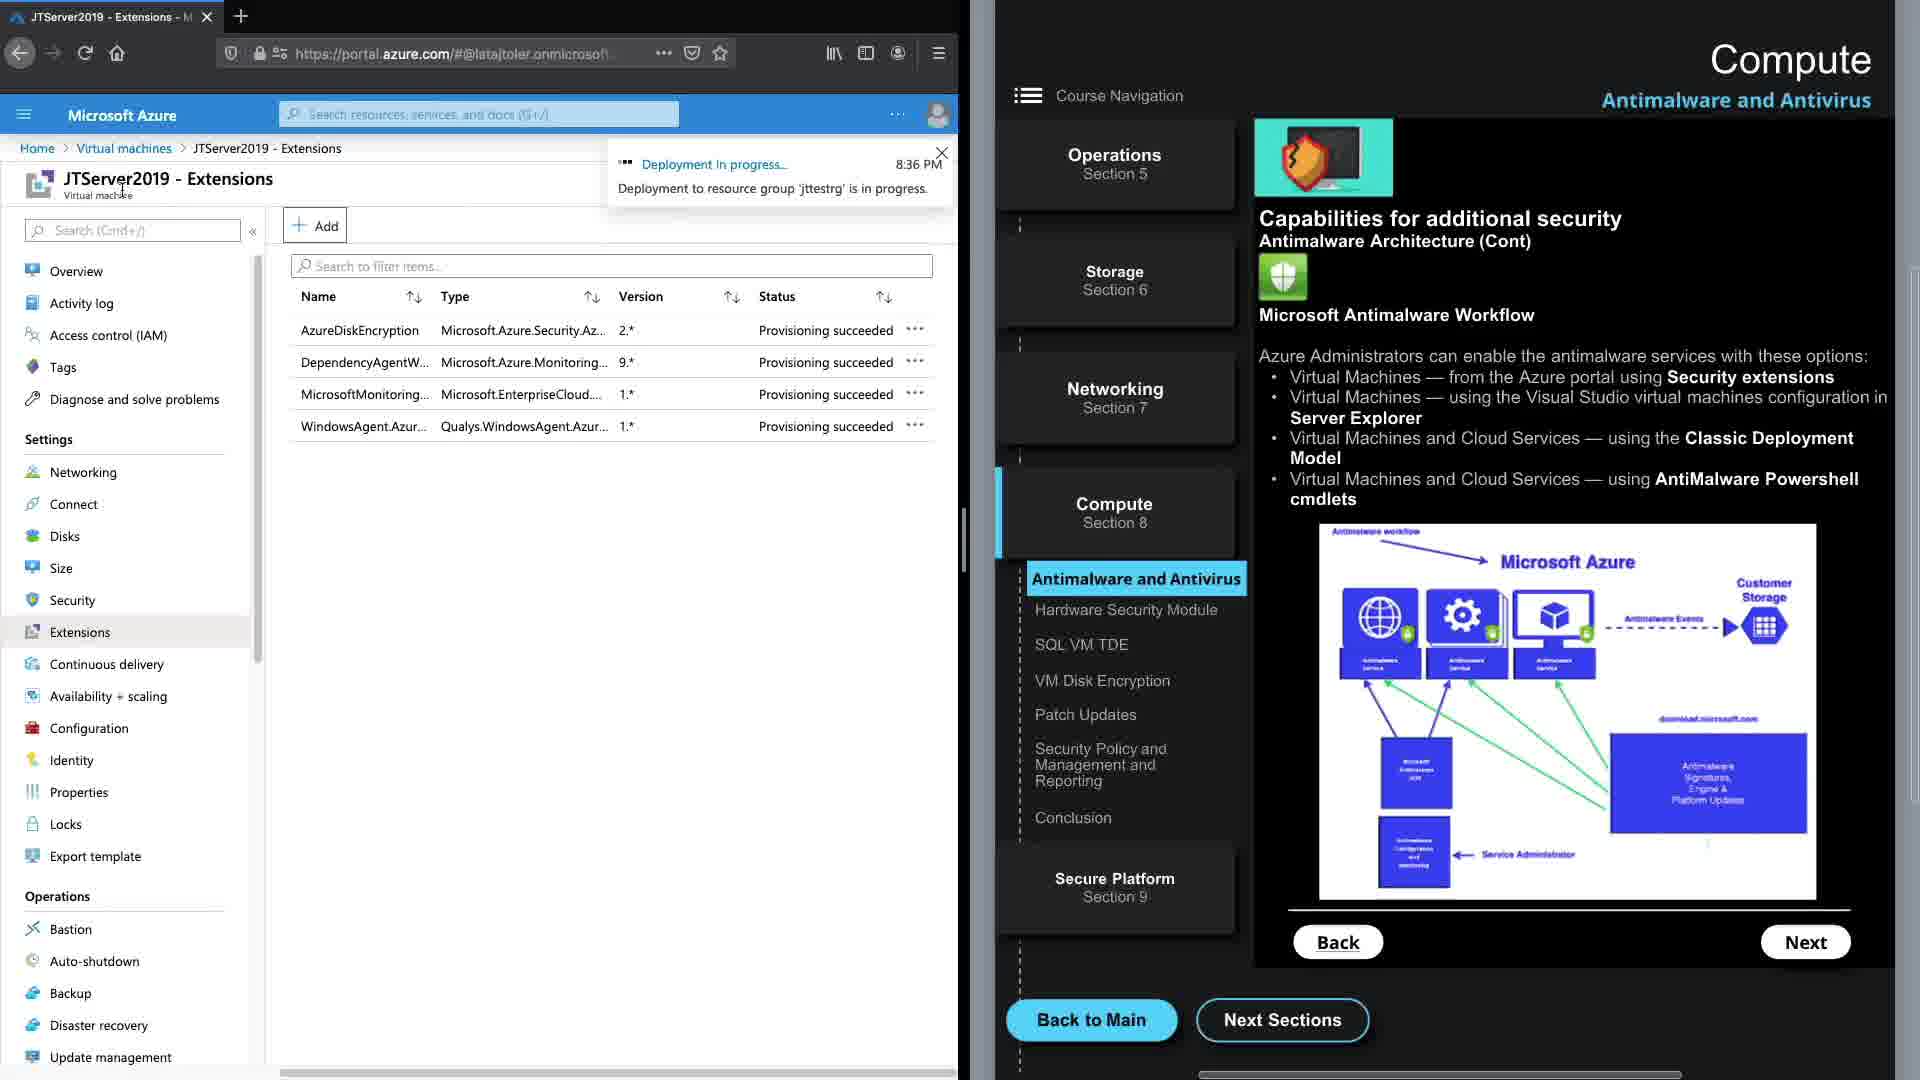 JTServer2019 - Extensions - M
https://portal.azure.com/#@latajtoler.onmicrosoft
Microsoft Azure
Search resources, services, and docs (G+/)
Home > Virtual machines > JTServer2019 - Extensions
JTServer2019 - Extensions
Virtual machine
Deployment in progress...
8:36 PM
Deployment to resource group 'jttestrg' is in progress.
Search (Cmd+/)
Overview
Activity log
Access control (IAM)
Tags
Diagnose and solve problems
Settings
Networking
Connect
Disks
Size
Security
Extensions
Continuous delivery
Availability + scaling
Configuration
Identity
Properties
Locks
Export template
Operations
Bastion
Auto-shutdown
Backup
Disaster recovery
Update management
Add
Search to filter items...
Name Type Version Status
AzureDiskEncryption Microsoft.Azure.Security.Az... 2.* Provisioning succeeded
DependencyAgentW... Microsoft.Azure.Monitoring... 9.* Provisioning succeeded
MicrosoftMonitoring... Microsoft.EnterpriseCloud.... 1.* Provisioning succeeded
WindowsAgent.Azur... Qualys.WindowsAgent.Azur... 1.* Provisioning succeeded
Compute
Antimalware and Antivirus
Course Navigation
Operations
Section 5
Storage
Section 6
Networking
Section 7
Compute
Section 8
Antimalware and Antivirus
Hardware Security Module
SQL VM TDE
VM Disk Encryption
Patch Updates
Security Policy and
Management and
Reporting
Conclusion
Secure Platform
Section 9
Back to Main
Next Sections
Capabilities for additional security
Antimalware Architecture (Cont)
Microsoft Antimalware Workflow
Azure Administrators can enable the antimalware services with these options:
• Virtual Machines — from the Azure portal using Security extensions
• Virtual Machines — using the Visual Studio virtual machines configuration in
Server Explorer
• Virtual Machines and Cloud Services — using the Classic Deployment
Model
• Virtual Machines and Cloud Services — using AntiMalware Powershell
cmdlets
Antimalware workflow
Microsoft Azure
Customer
Storage
Antimalware Events
Antimalware
Service
Antimalware
Service
Antimalware
Service
download.microsoft.com
Antimalware
Signatures,
Engine &
Platform Updates
Service Administrator
Back
Next